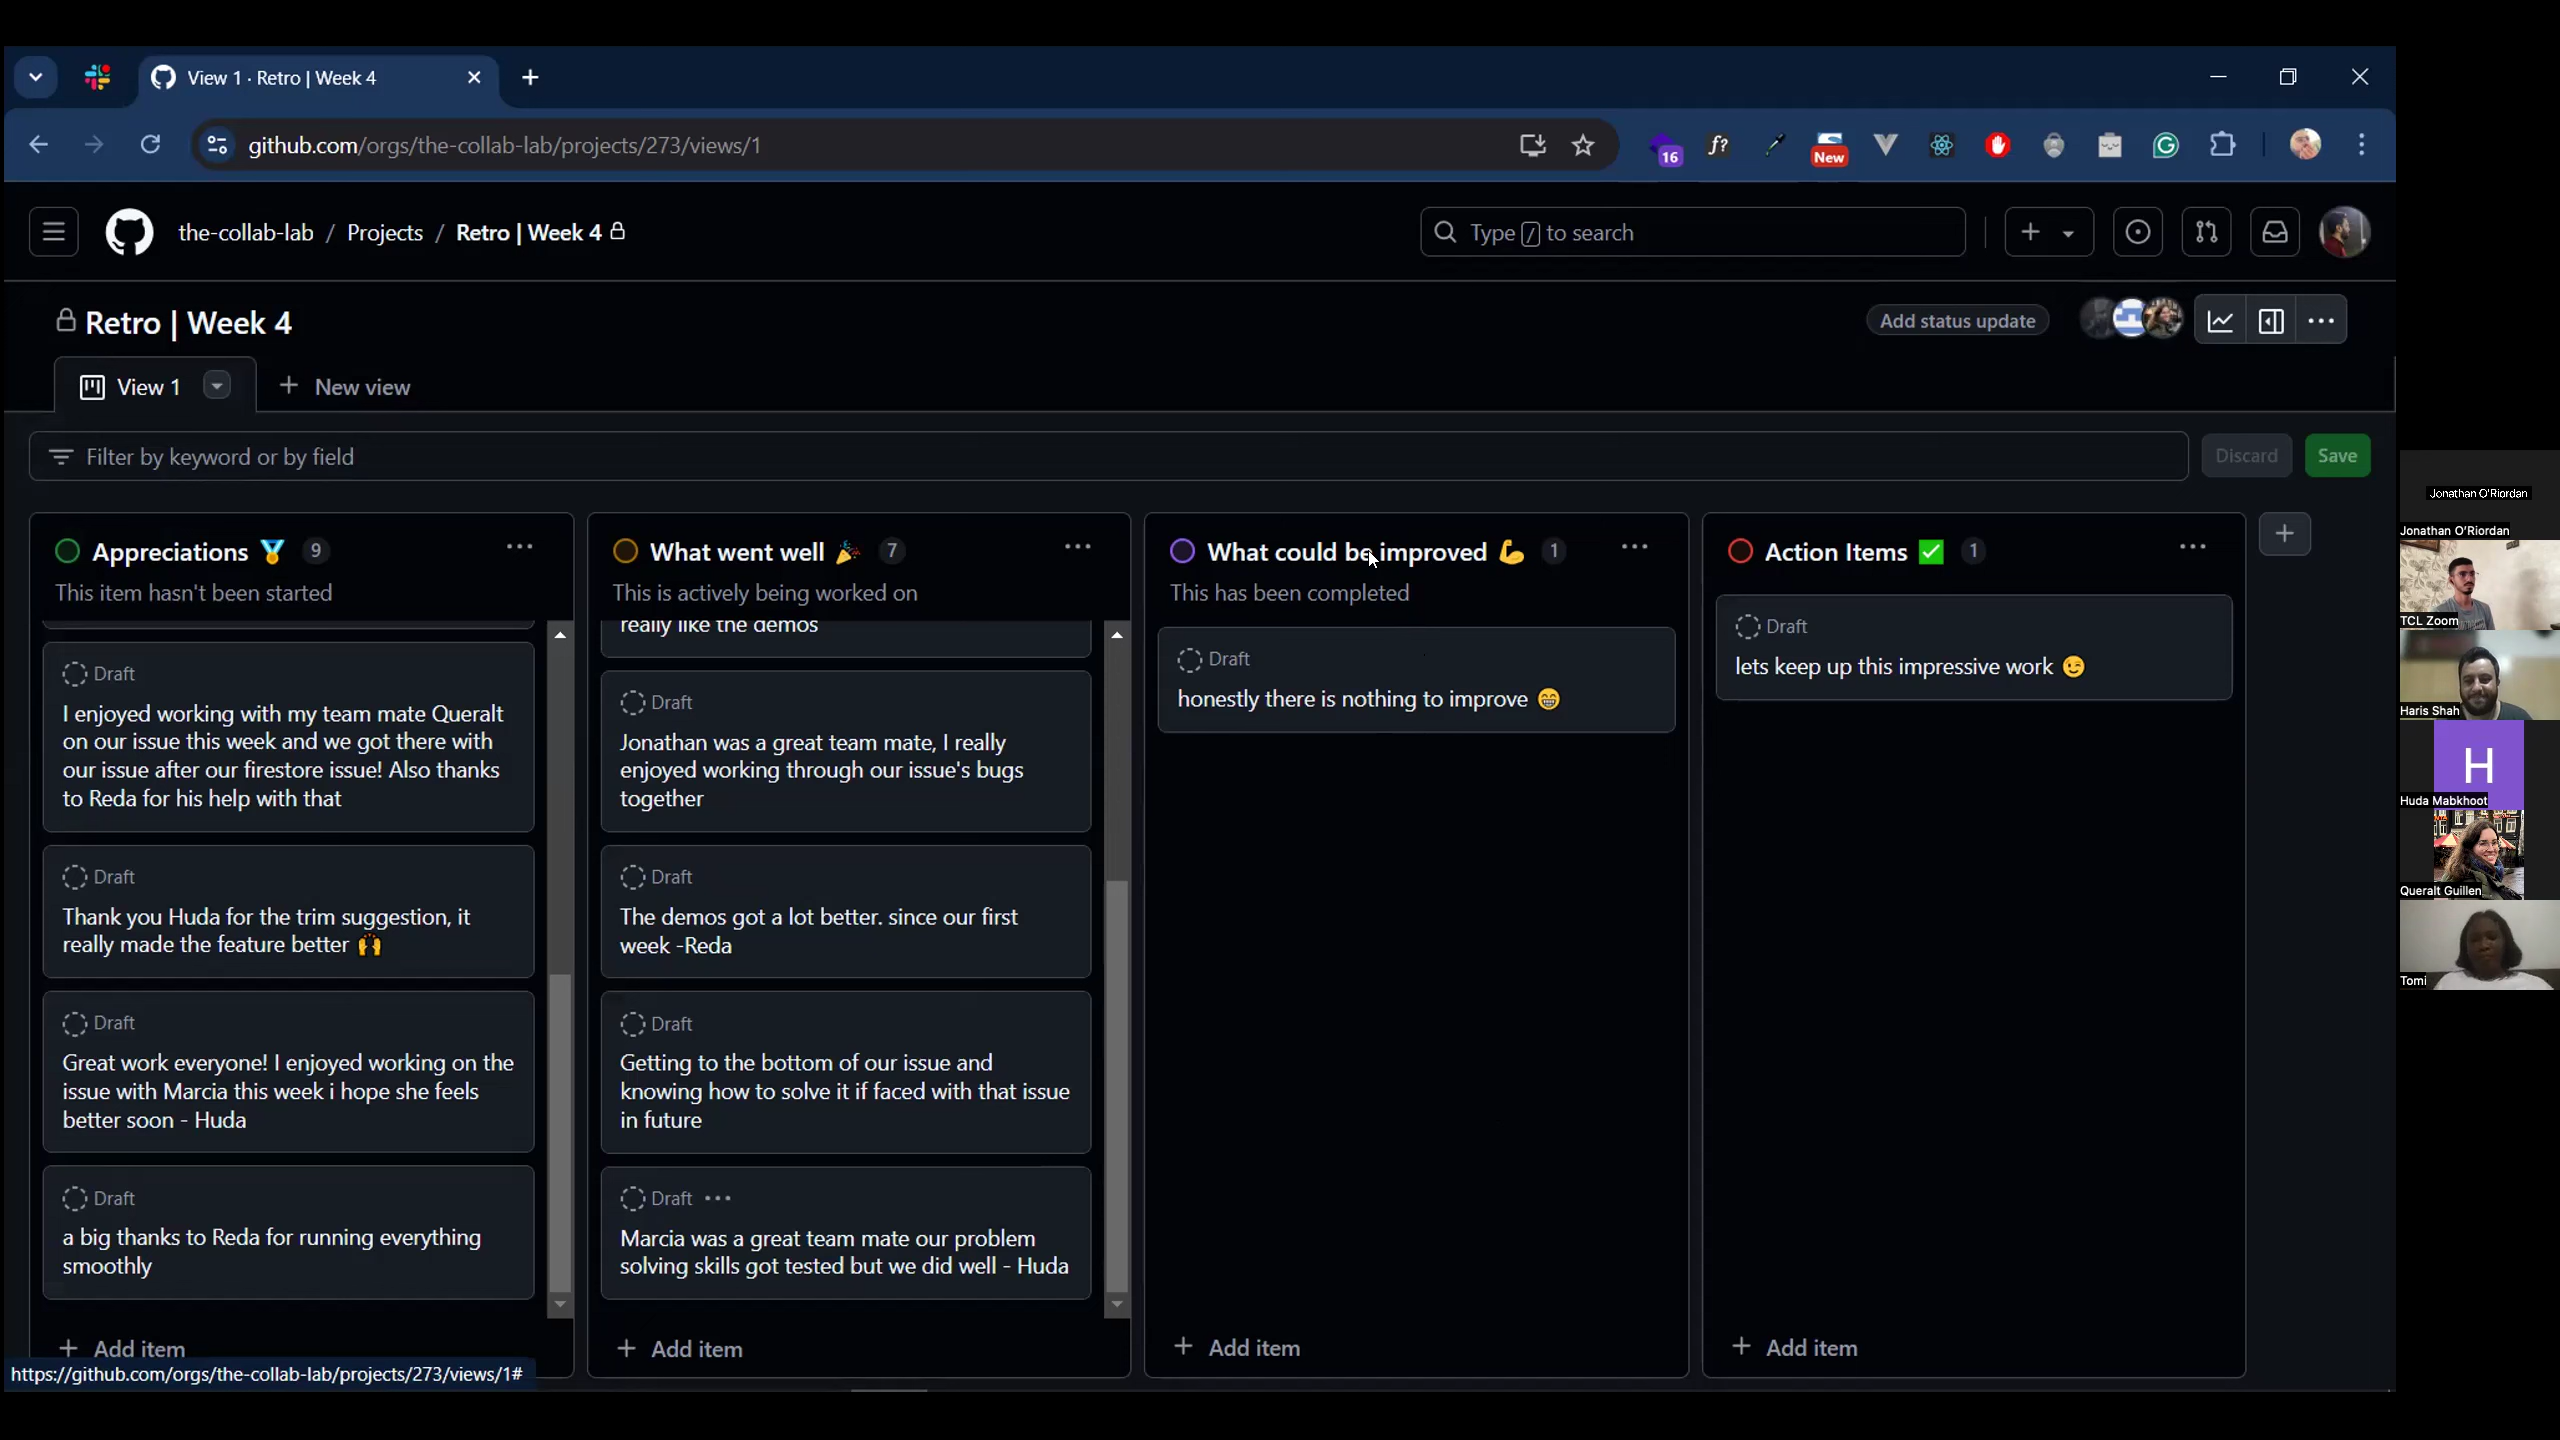 View 1 · Retro | Week 4
github.com/orgs/the-collab-lab/projects/273/views/1
16
f?
New
the-collab-lab / Projects / Retro | Week 4
Type / to search
Retro | Week 4
Add status update
View 1
New view
Filter by keyword or by field
Discard
Save
Appreciations 🏅 9
This item hasn't been started
Draft
I enjoyed working with my team mate Queralt
on our issue this week and we got there with
our issue after our firestore issue! Also thanks
to Reda for his help with that
Draft
Thank you Huda for the trim suggestion, it
really made the feature better 🙌
Draft
Great work everyone! I enjoyed working on the
issue with Marcia this week i hope she feels
better soon - Huda
Draft
a big thanks to Reda for running everything
smoothly
Add item
What went well 🎉 7
This is actively being worked on
really like the demos
Draft
Jonathan was a great team mate, I really
enjoyed working through our issue's bugs
together
Draft
The demos got a lot better. since our first
week -Reda
Draft
Getting to the bottom of our issue and
knowing how to solve it if faced with that issue
in future
Draft
Marcia was a great team mate our problem
solving skills got tested but we did well - Huda
Add item
What could be improved 💪 1
This has been completed
Draft
honestly there is nothing to improve 😁
Add item
Action Items ✅ 1
Draft
lets keep up this impressive work 😉
Add item
https://github.com/orgs/the-collab-lab/projects/273/views/1#
Jonathan O'Riordan
Jonathan O'Riordan
TCL Zoom
Haris Shah
H
Huda Mabkhoot
Queralt Guillen
Tomi